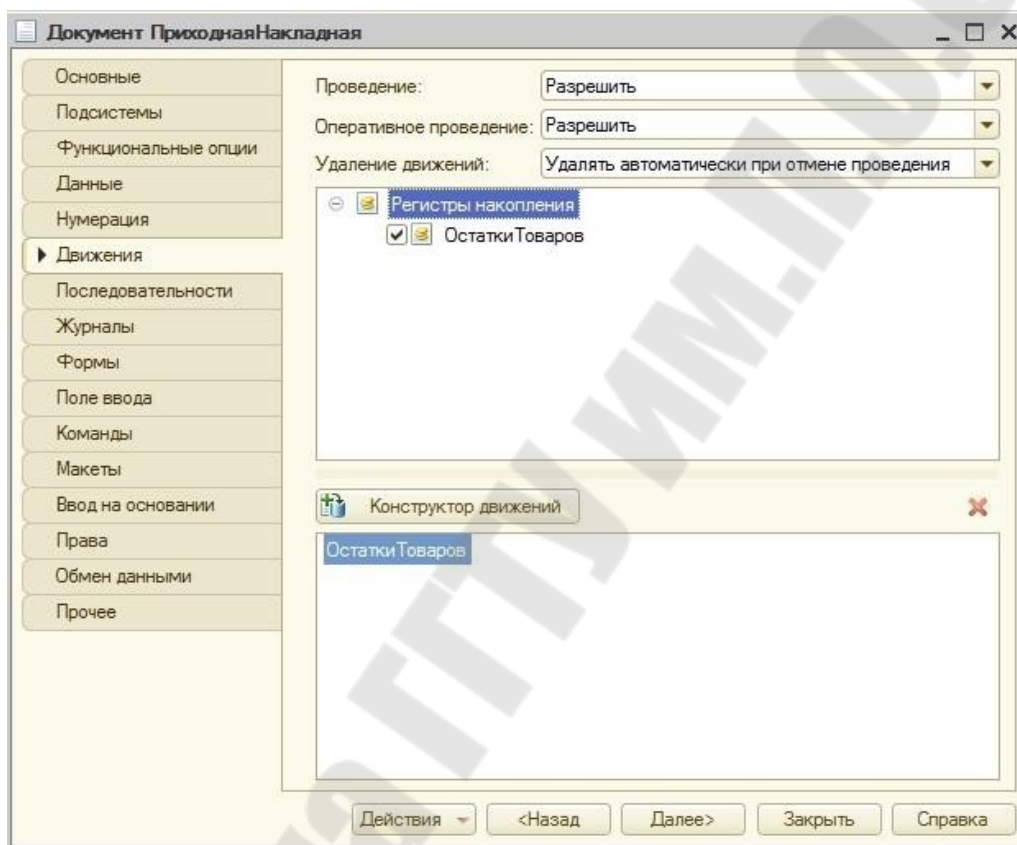 Документ ПриходнаяНакладная
Основные
Подсистемы
Функциональные опции
Данные
Нумерация
Движения
Последовательности
Журналы
Формы
Поле ввода
Команды
Макеты
Ввод на основании
Права
Обмен данными
Прочее
Проведение: Разрешить
Оперативное проведение: Разрешить
Удаление движений: Удалять автоматически при отмене проведения
Регистры накопления
ОстаткиТоваров
Конструктор движений
ОстаткиТоваров
Действия <Назад Далее> Закрыть Справка
ГГТУ ИМ.П.О.